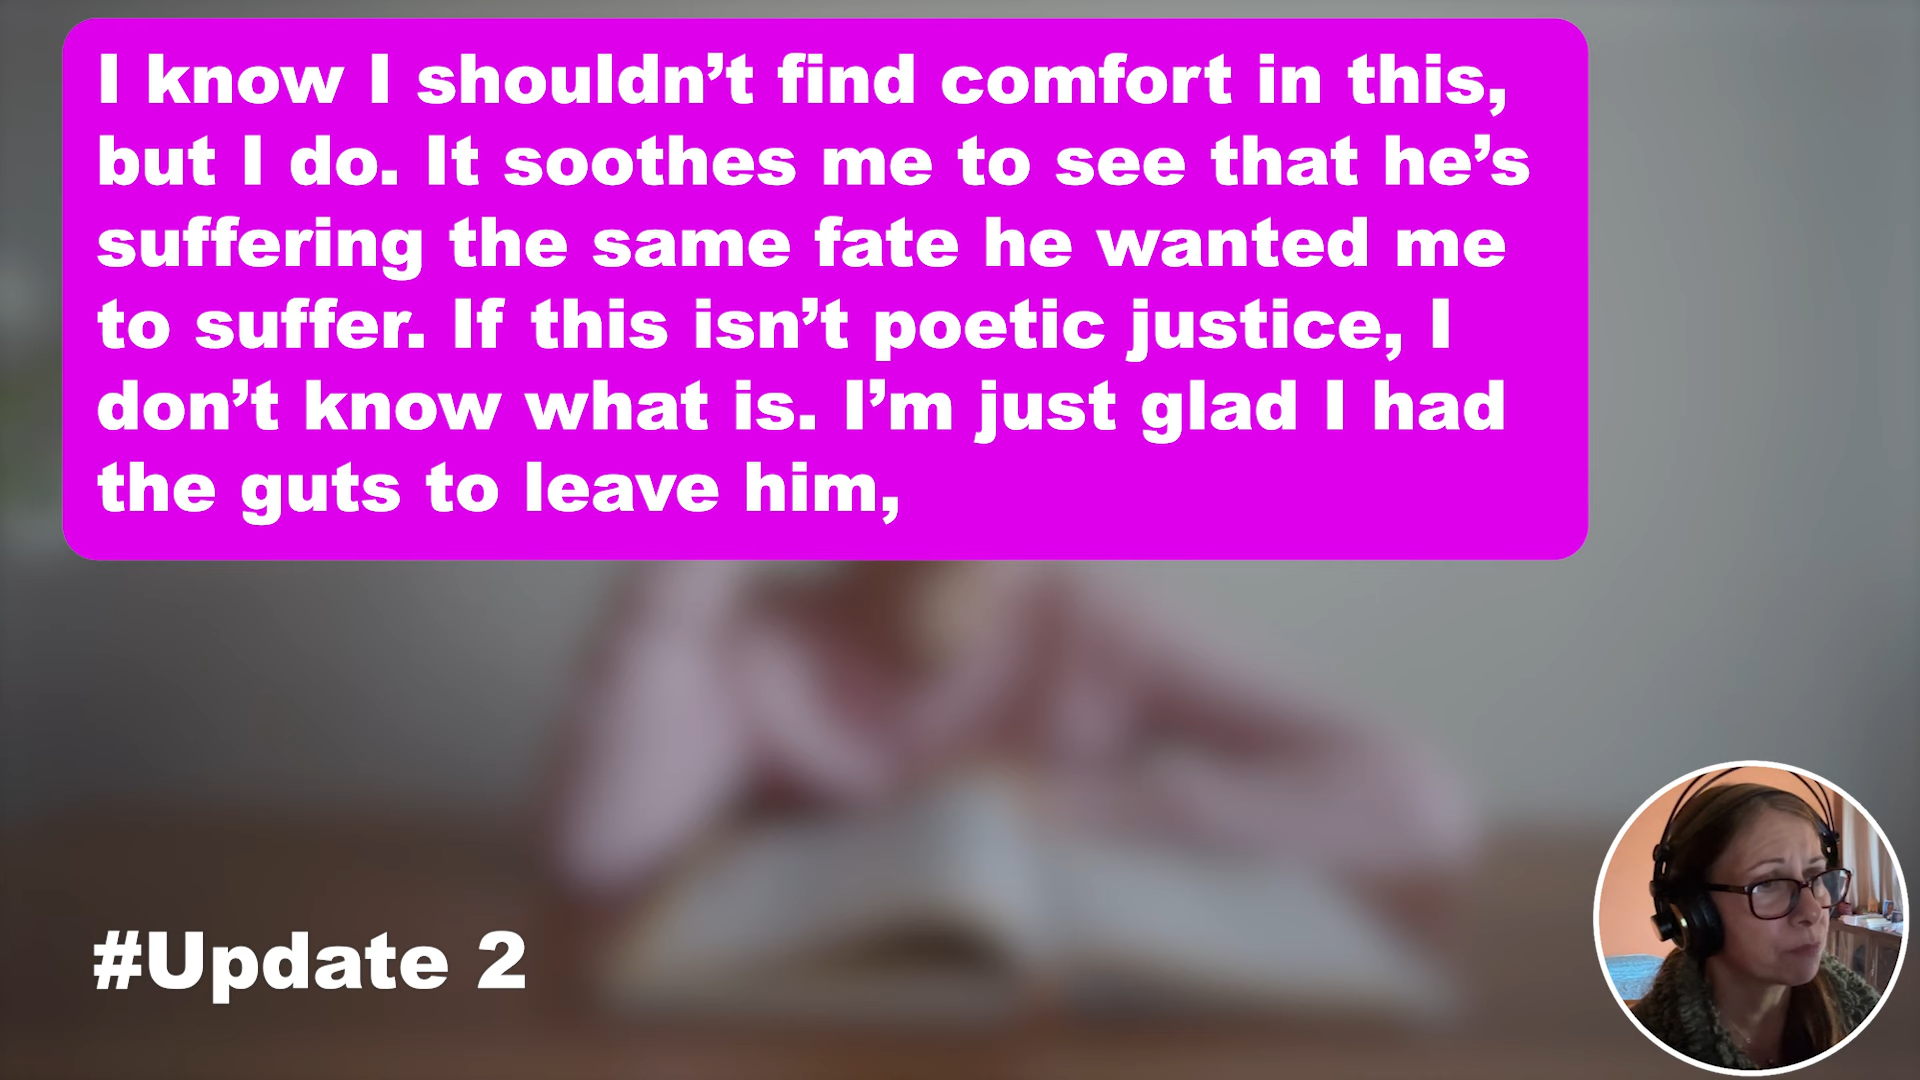 I know I shouldn’t find comfort in this,
but I do. It soothes me to see that he’s
suffering the same fate he wanted me
to suffer. If this isn’t poetic justice, I
don’t know what is. I’m just glad I had
the guts to leave him,
#Update 2